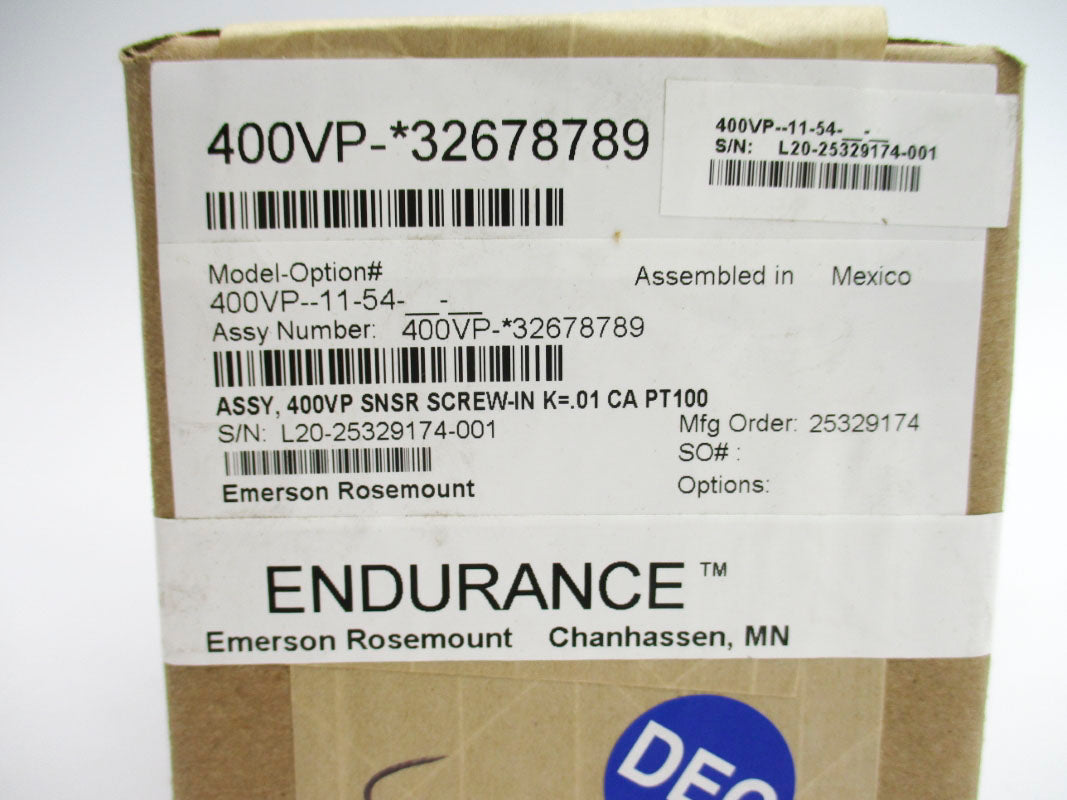 400VP-*32678789
400VP--11-54-__-__
S/N: L20-25329174-001
Model-Option#
400VP--11-54-__-__
Assembled in Mexico
Assy Number: 400VP-*32678789
ASSY, 400VP SNSR SCREW-IN K=.01 CA PT100
S/N: L20-25329174-001
Mfg Order: 25329174
SO# :
Emerson Rosemount
Options:
ENDURANCE™
Emerson Rosemount Chanhassen, MN